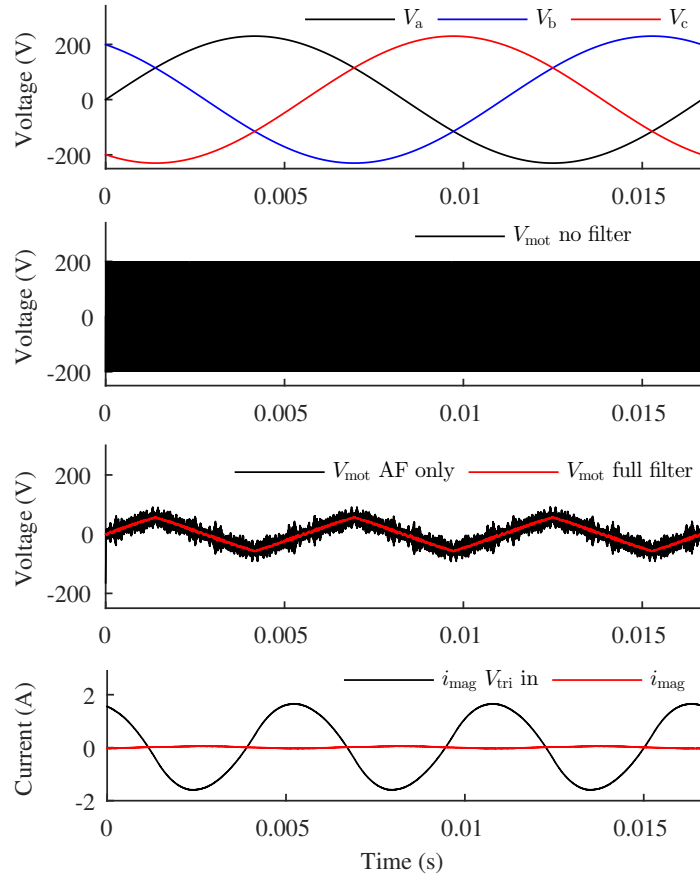 V_a V_b V_c
Voltage (V)
200
0
-200
0 0.005 0.01 0.015
V_mot no filter
Voltage (V)
200
0
-200
0 0.005 0.01 0.015
V_mot AF only V_mot full filter
Voltage (V)
200
0
-200
0 0.005 0.01 0.015
i_mag V_tri in i_mag
Current (A)
2
0
-2
0 0.005 0.01 0.015
Time (s)